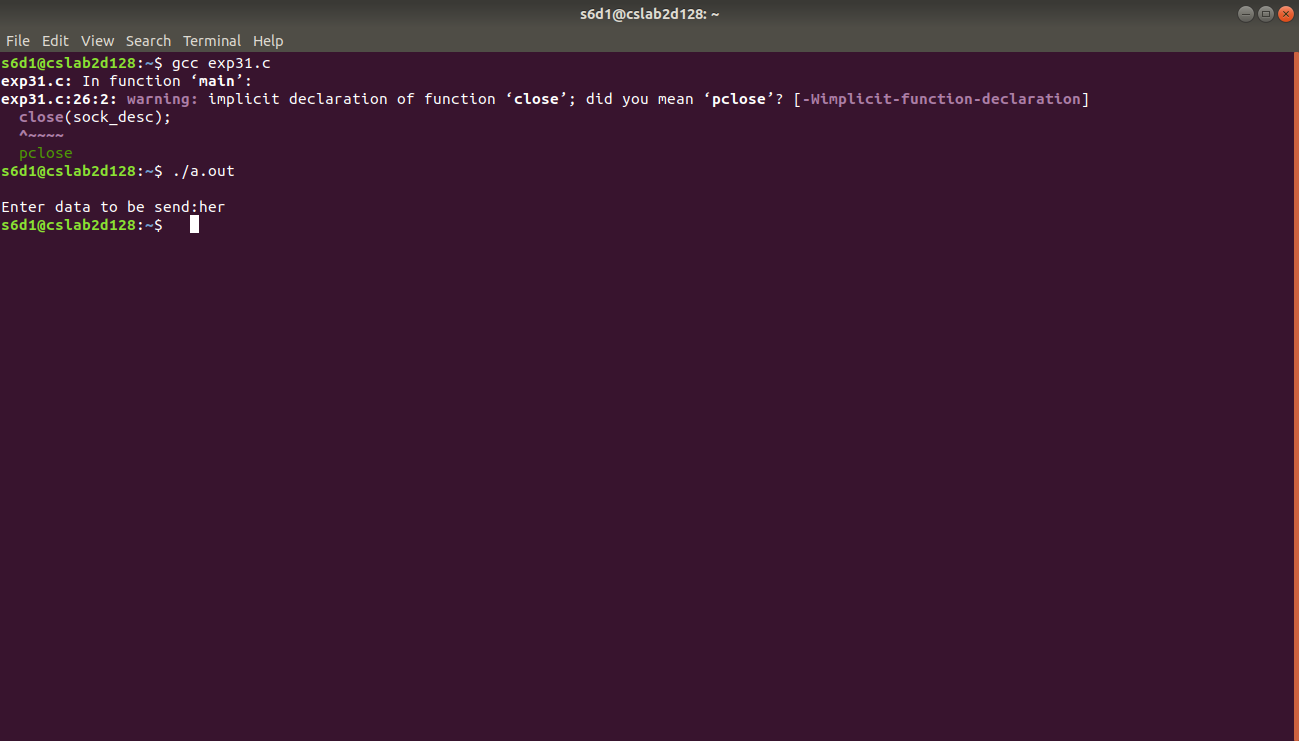 s6d1@cslab2d128: ~
File Edit View Search Terminal Help
s6d1@cslab2d128:~$ gcc exp31.c
exp31.c: In function ‘main’:
exp31.c:26:2: warning: implicit declaration of function ‘close’; did you mean ‘pclose’? [-Wimplicit-function-declaration]
  close(sock_desc);
  ^~~~~
  pclose
s6d1@cslab2d128:~$ ./a.out
Enter data to be send:her
s6d1@cslab2d128:~$